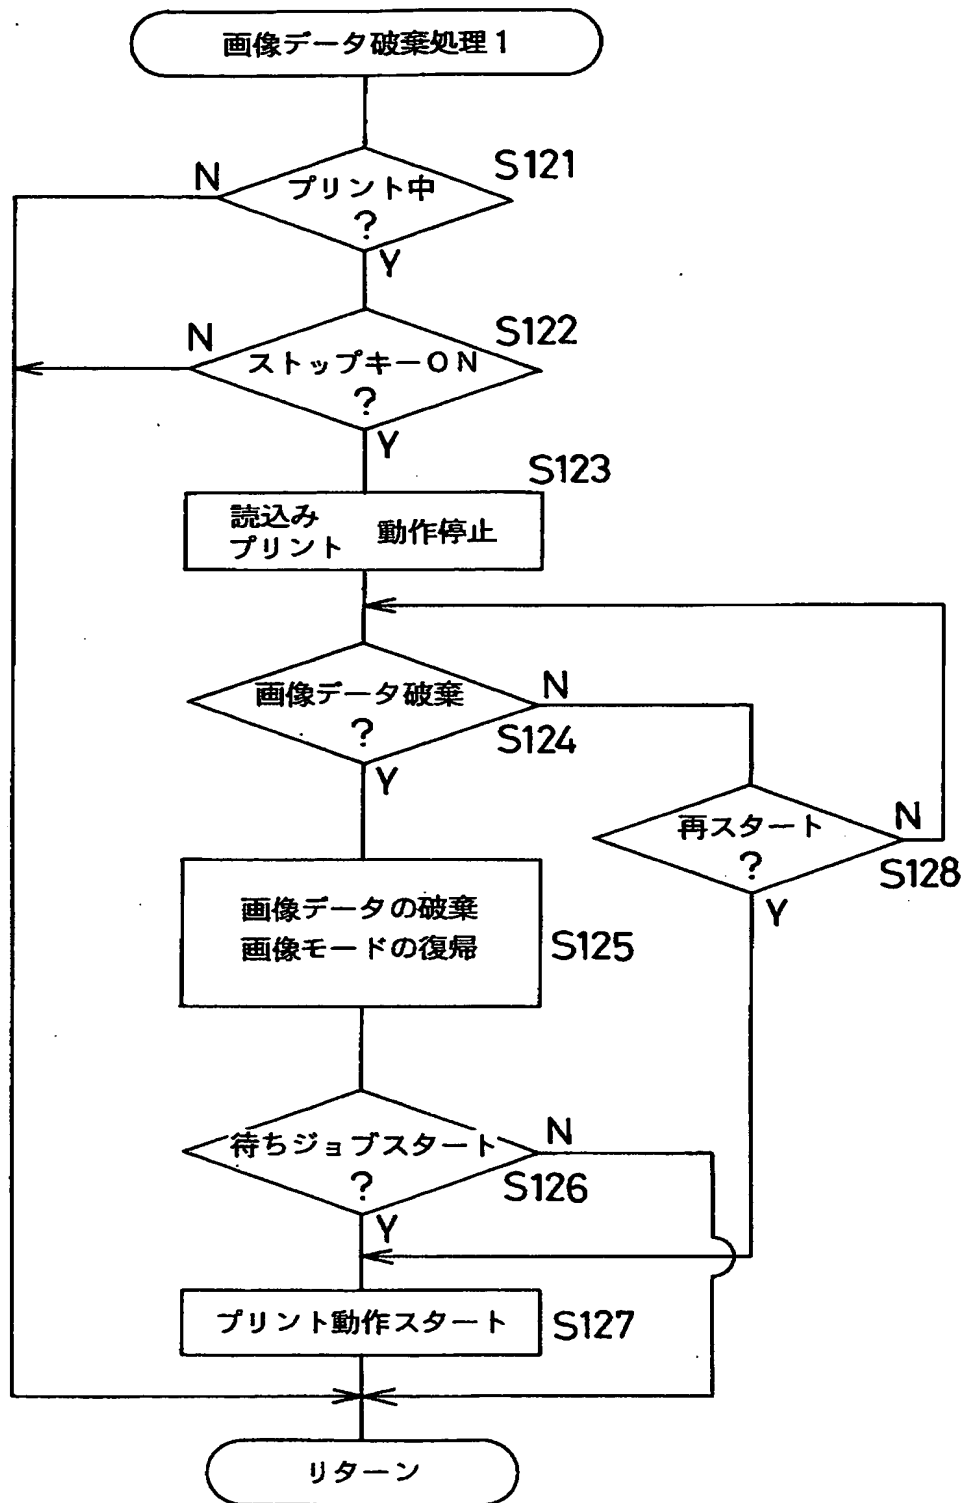 画像データ破棄処理1
S121
N
プリント中
?
Y
S122
N
ストップキーON
?
Y
S123
読込み
プリント
動作停止
画像データ破棄
?
N
S124
Y
再スタート
?
N
S128
Y
画像データの破棄
画像モードの復帰
S125
待ちジョブスタート
?
N
S126
Y
プリント動作スタート
S127
リターン